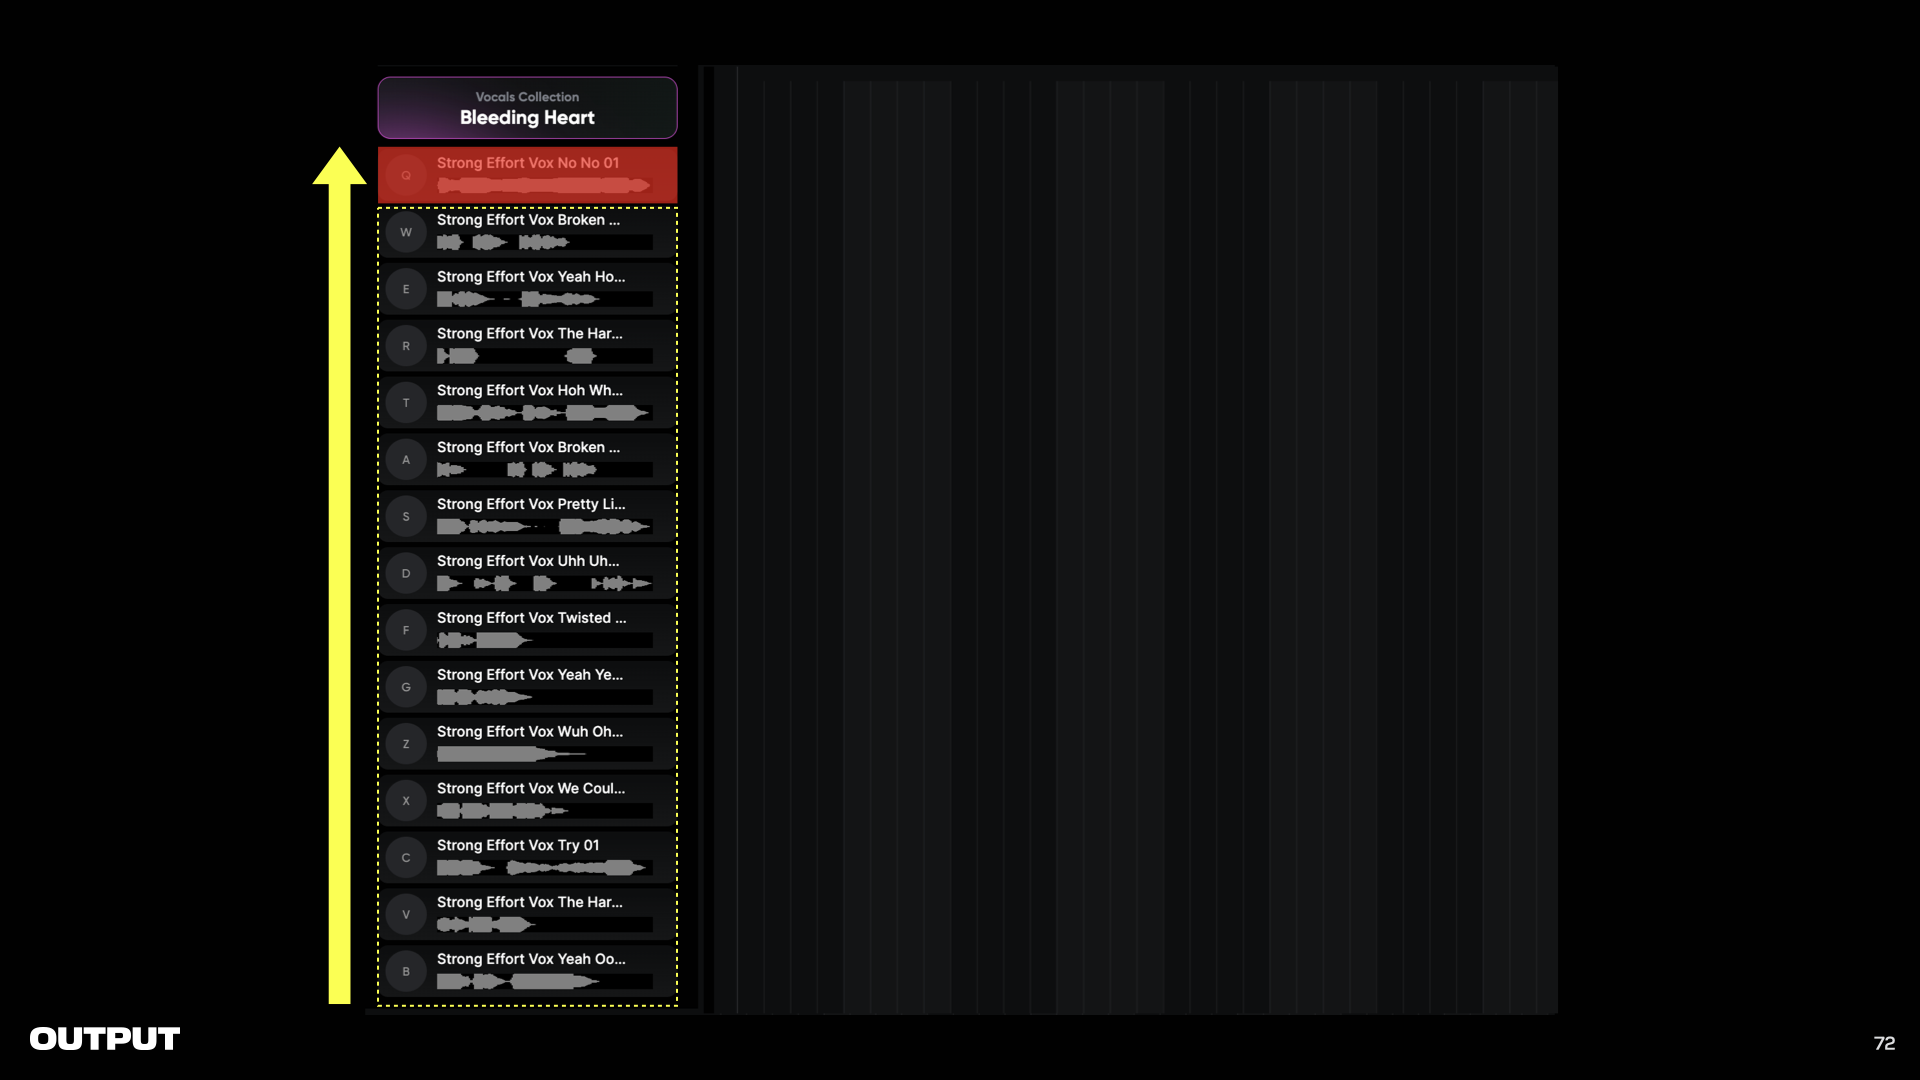 Vocals Collection
Bleeding Heart
Q
Strong Effort Vox No No 01
W
Strong Effort Vox Broken ...
E
Strong Effort Vox Yeah Ho...
R
Strong Effort Vox The Har...
T
Strong Effort Vox Hoh Wh...
A
Strong Effort Vox Broken ...
S
Strong Effort Vox Pretty Li...
D
Strong Effort Vox Uhh Uh...
F
Strong Effort Vox Twisted ...
G
Strong Effort Vox Yeah Ye...
Z
Strong Effort Vox Wuh Oh...
X
Strong Effort Vox We Coul...
C
Strong Effort Vox Try 01
V
Strong Effort Vox The Har...
B
Strong Effort Vox Yeah Oo...
OUTPUT
72